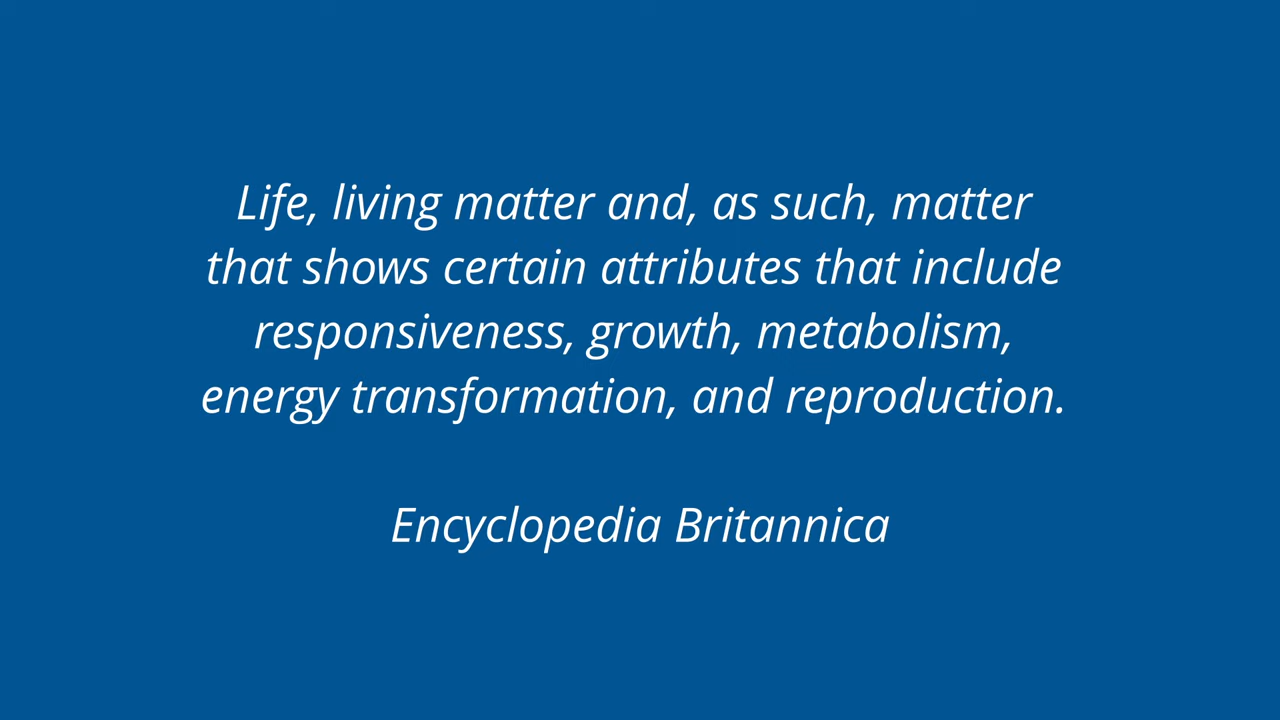 Life, living matter and, as such, matter
that shows certain attributes that include
responsiveness, growth, metabolism,
energy transformation, and reproduction.
Encyclopedia Britannica